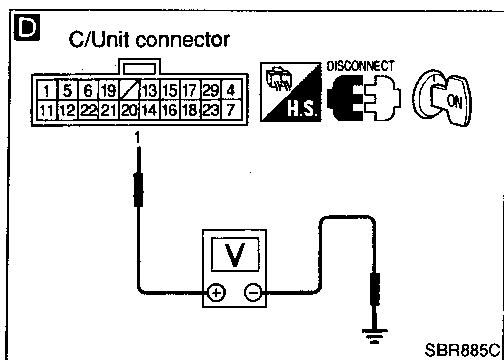 D
C/Unit connector
DISCONNECT
H.S.
ON
1 5 6 19 13 15 17 29 4
11 12 22 21 20 14 16 18 23 7
1
V
+ −
SBR885C